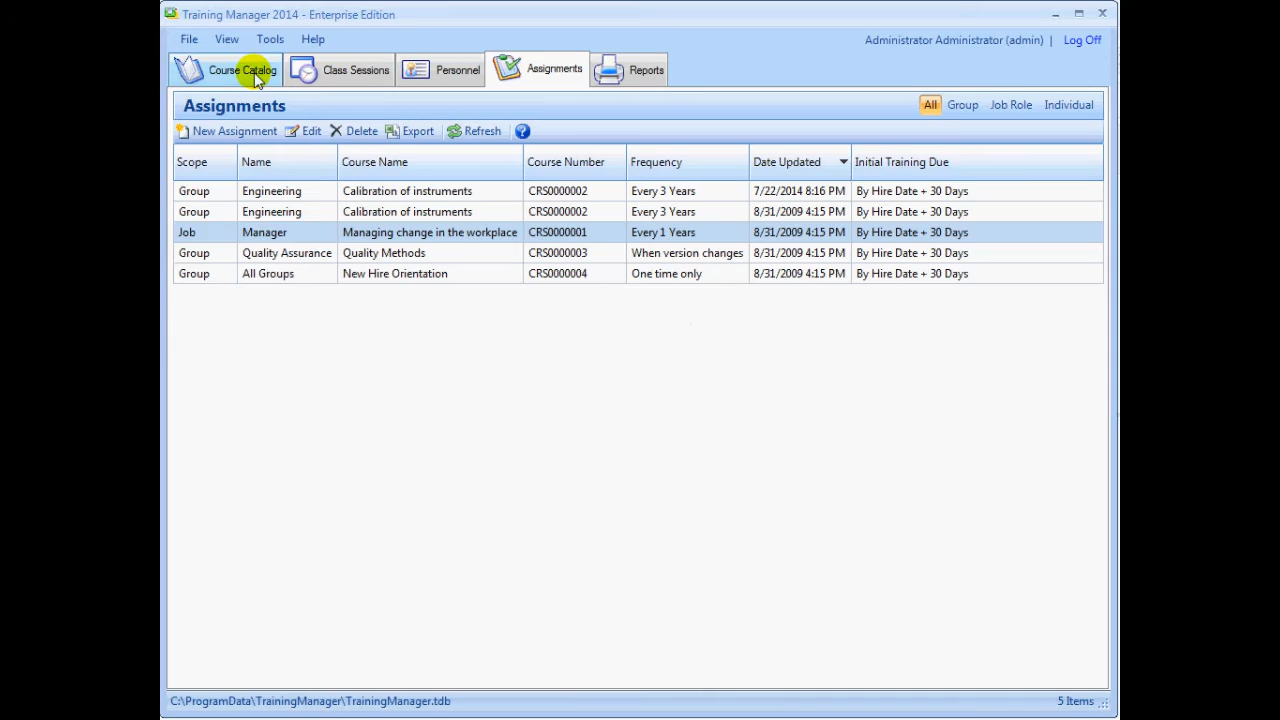 Training Manager 2014 - Enterprise Edition
File View Tools Help Administrator Administrator (admin) | Log Off
Course Catalog Class Sessions Personnel Assignments Reports
Assignments All Group Job Role Individual
New Assignment Edit Delete Export Refresh ?
Scope Name Course Name Course Number Frequency Date Updated Initial Training Due
Group Engineering Calibration of instruments CRS0000002 Every 3 Years 7/22/2014 8:16 PM By Hire Date + 30 Days
Group Engineering Calibration of instruments CRS0000002 Every 3 Years 8/31/2009 4:15 PM By Hire Date + 30 Days
Job Manager Managing change in the workplace CRS0000001 Every 1 Years 8/31/2009 4:15 PM By Hire Date + 30 Days
Group Quality Assurance Quality Methods CRS0000003 When version changes 8/31/2009 4:15 PM By Hire Date + 30 Days
Group All Groups New Hire Orientation CRS0000004 One time only 8/31/2009 4:15 PM By Hire Date + 30 Days
C:\ProgramData\TrainingManager\TrainingManager.tdb 5 Items